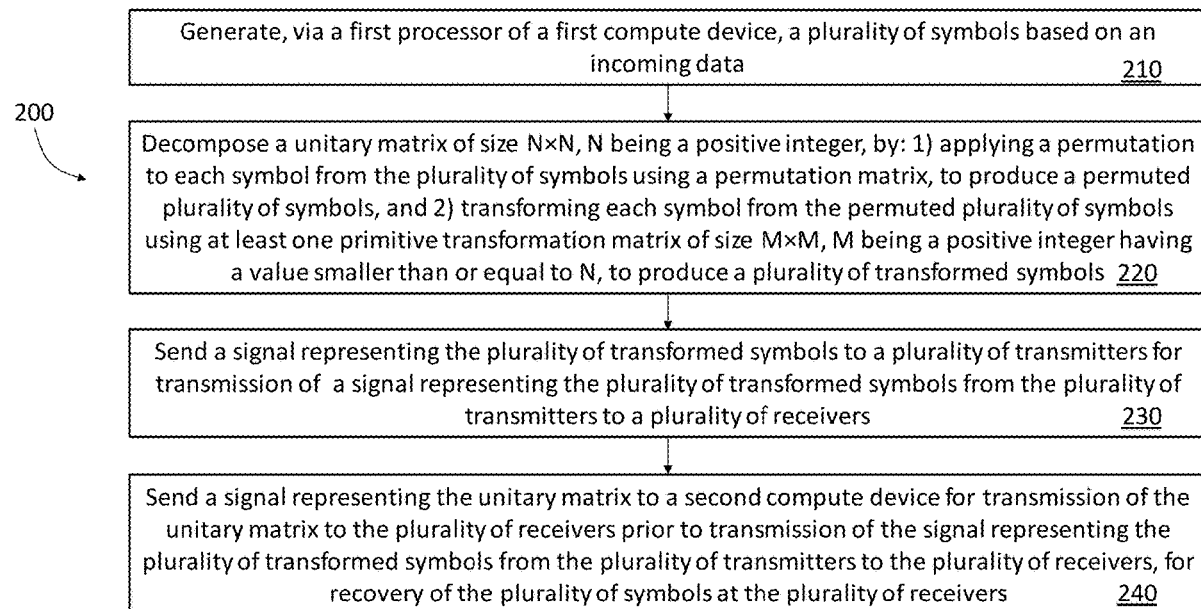 Generate, via a first processor of a first compute device, a plurality of symbols based on an
incoming data
210
200
Decompose a unitary matrix of size N×N, N being a positive integer, by: 1) applying a permutation
to each symbol from the plurality of symbols using a permutation matrix, to produce a permuted
plurality of symbols, and 2) transforming each symbol from the permuted plurality of symbols
using at least one primitive transformation matrix of size M×M, M being a positive integer having
a value smaller than or equal to N, to produce a plurality of transformed symbols 220
Send a signal representing the plurality of transformed symbols to a plurality of transmitters for
transmission of a signal representing the plurality of transformed symbols from the plurality of
transmitters to a plurality of receivers 230
Send a signal representing the unitary matrix to a second compute device for transmission of the
unitary matrix to the plurality of receivers prior to transmission of the signal representing the
plurality of transformed symbols from the plurality of transmitters to the plurality of receivers, for
recovery of the plurality of symbols at the plurality of receivers 240